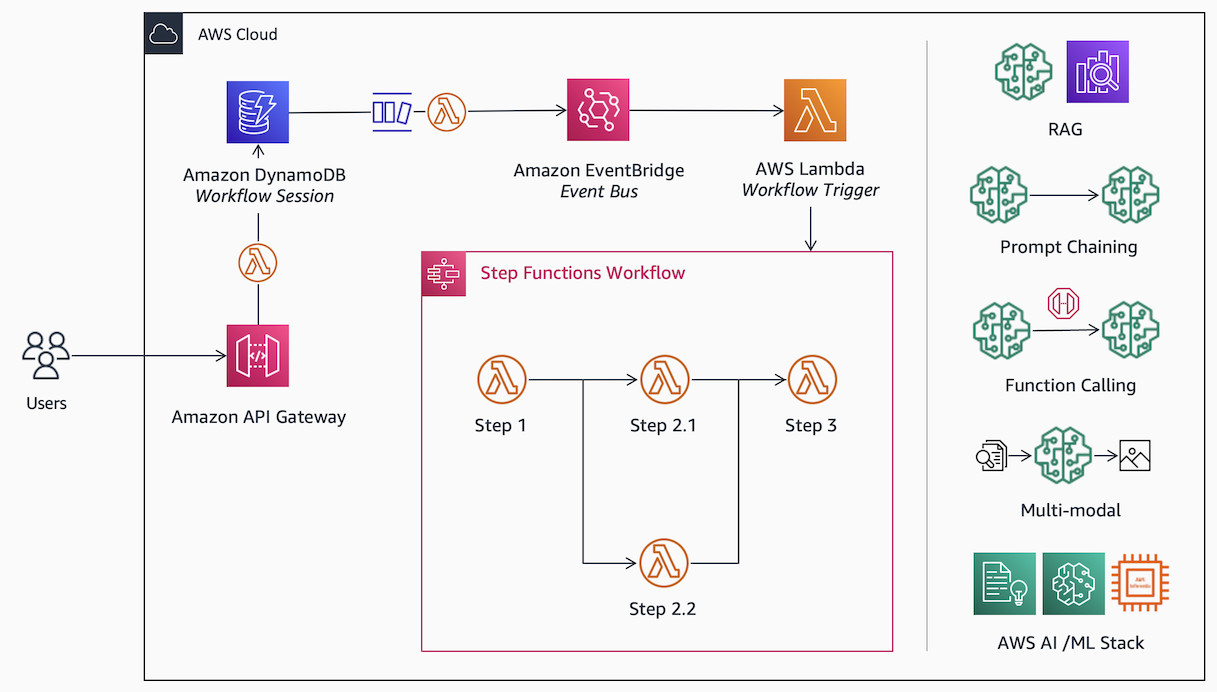 AWS Cloud
Amazon DynamoDB
Workflow Session
Amazon EventBridge
Event Bus
AWS Lambda
Workflow Trigger
Users
Amazon API Gateway
Step Functions Workflow
Step 1
Step 2.1
Step 3
Step 2.2
RAG
Prompt Chaining
Function Calling
Multi-modal
AWS
Inferentia
AWS AI /ML Stack